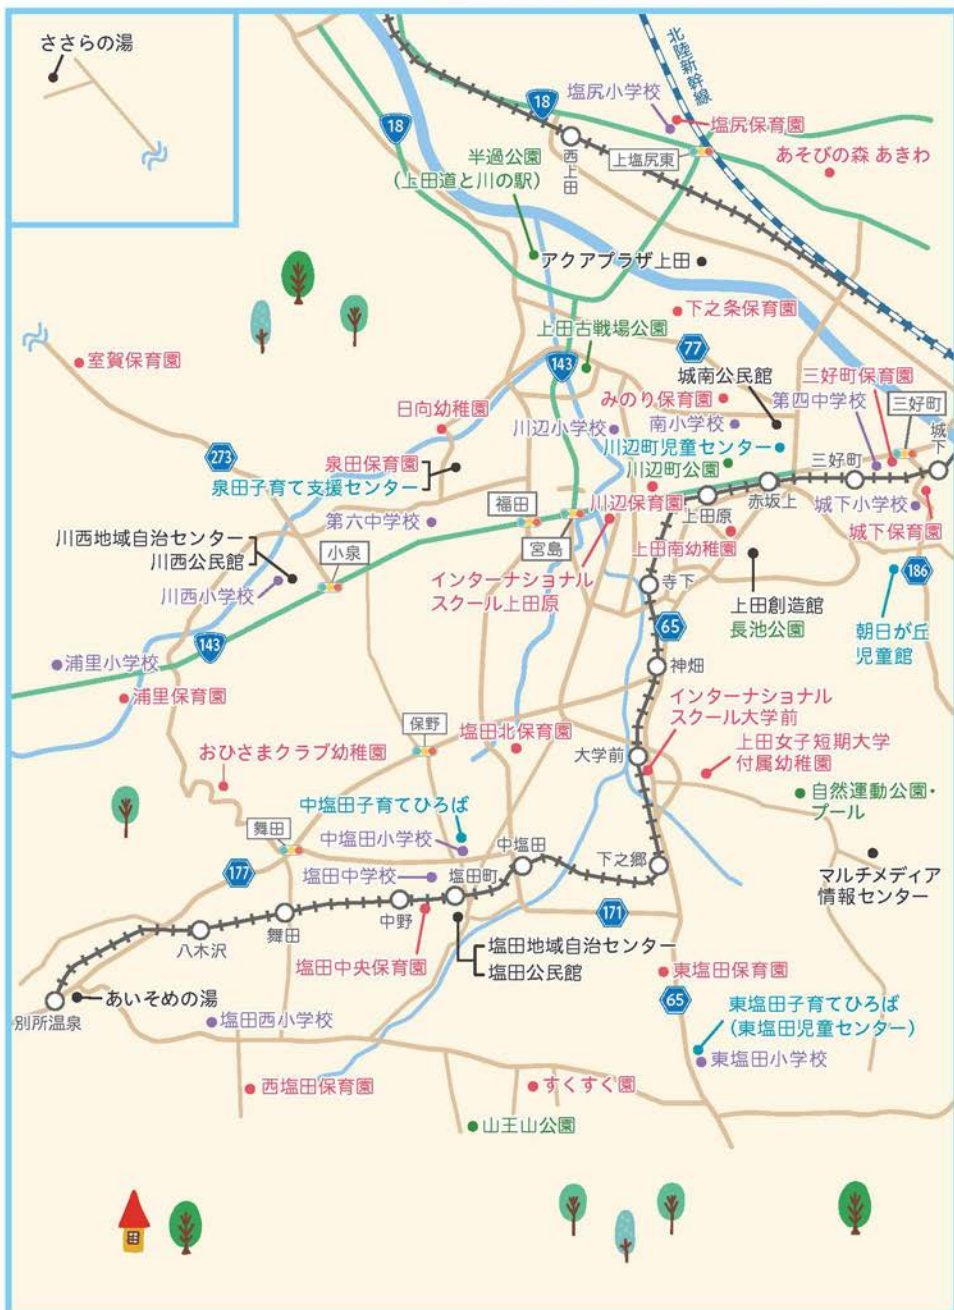 ささらの湯
北陸新幹線
18
18
塩尻小学校
塩尻保育園
西上田
上塩尻東
あそびの森 あきわ
半過公園
(上田道と川の駅)
アクアプラザ上田
下之条保育園
上田古戦場公園
77
143
城南公民館
三好町保育園
室賀保育園
みのり保育園
第四中学校
三好町
日向幼稚園
川辺小学校
南小学校
城下
273
川辺町児童センター
泉田保育園
川辺町公園
三好町
泉田子育て支援センター
赤坂上
上田原
川辺保育園
城下小学校
福田
第六中学校
城下保育園
上田南幼稚園
川西地域自治センター
川西公民館
小泉
宮島
インターナショナル
スクール上田原
寺下
186
川西小学校
上田創造館
長池公園
朝日が丘
児童館
65
143
浦里小学校
神畑
浦里保育園
インターナショナル
スクール大学前
保野
塩田北保育園
おひさまクラブ幼稚園
大学前
上田女子短期大学
付属幼稚園
自然運動公園・
プール
中塩田子育てひろば
舞田
中塩田小学校
中塩田
下之郷
177
塩田中学校
塩田町
マルチメディア
情報センター
中野
舞田
171
八木沢
塩田中央保育園
塩田地域自治センター
塩田公民館
東塩田保育園
あいそめの湯
別所温泉
65
塩田西小学校
東塩田子育てひろば
(東塩田児童センター)
東塩田小学校
西塩田保育園
すくすく園
山王山公園